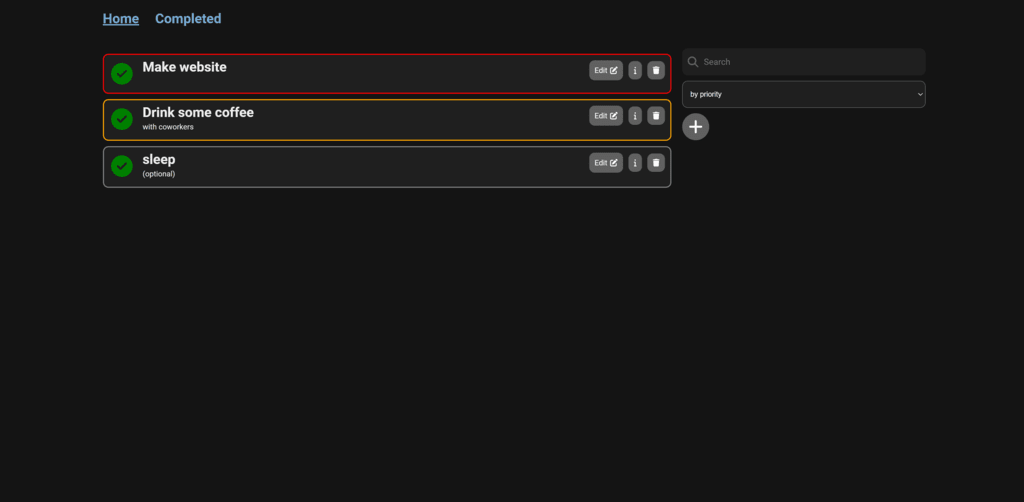 Home Completed
Make website
Edit
Search
by priority
Drink some coffee
with coworkers
Edit
sleep
(optional)
Edit